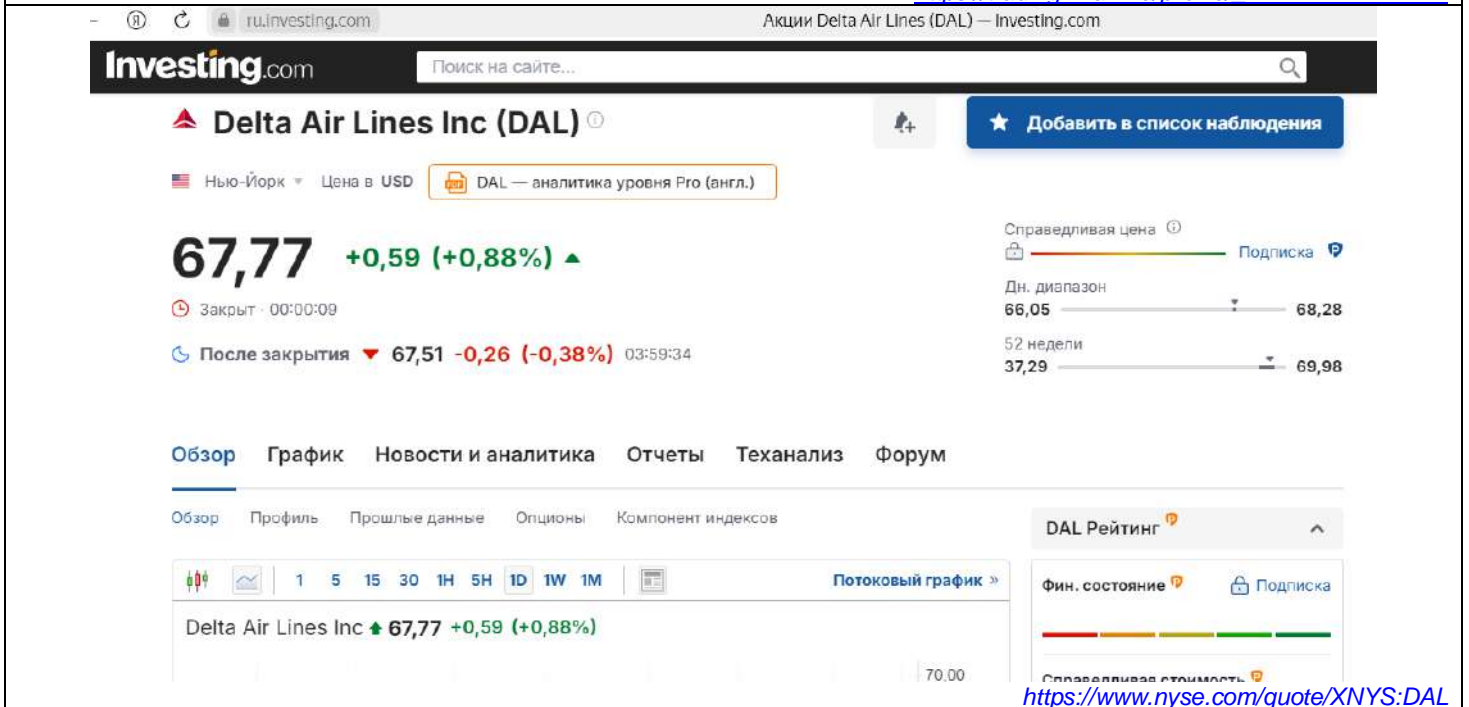 ru.investing.com Акции Delta Air Lines (DAL) — Investing.com
Investing.com Поиск на сайте...
Delta Air Lines Inc (DAL)
Добавить в список наблюдения
Нью-Йорк Цена в USD DAL — аналитика уровня Pro (англ.)
67,77 +0,59 (+0,88%)
Закрыт · 00:00:09
После закрытия 67,51 -0,26 (-0,38%) 03:59:34
Справедливая цена
Подписка
Дн. диапазон
66,05 68,28
52 недели
37,29 69,98
Обзор График Новости и аналитика Отчеты Теханализ Форум
Обзор Профиль Прошлые данные Опционы Компонент индексов
1 5 15 30 1H 5H 1D 1W 1M Потоковый график »
Delta Air Lines Inc 67,77 +0,59 (+0,88%)
70,00
DAL Рейтинг
Фин. состояние Подписка
Справедливая стоимость
https://www.nyse.com/quote/XNYS:DAL